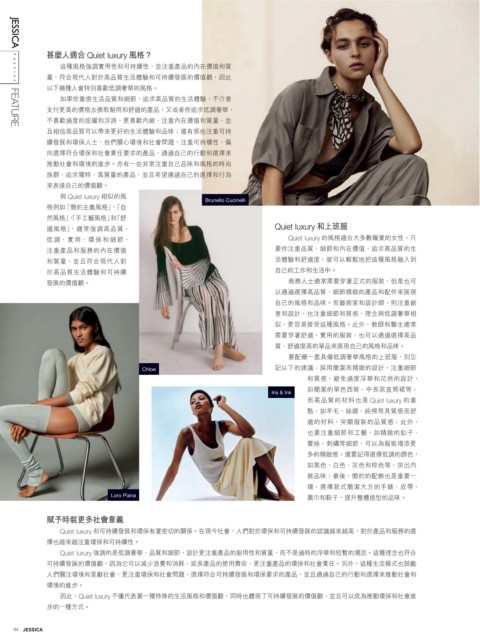 JESSICA
FEATURE
甚麼人適合 Quiet luxury 風格？
這種風格強調實用性和可持續性，並注重產品的內在價值和質
量，符合現代人對於高品質生活體驗和可持續發展的價值觀，因此
以下幾種人會特別喜歡低調奢華的風格。
如果你重視生活品質和細節，追求高品質的生活體驗，不介意
支付更高的價格去換取耐用和舒適的產品；又或者你追求低調奢華，
不喜歡過度的炫耀和浮誇，更喜歡內斂、注重內在價值和質量，並
且相信高品質可以帶來更好的生活體驗和品味；還有那些注重可持
續發展和環保人士，他們關心環境和社會問題，注重可持續性，偏
向選擇符合環保和社會責任要求的產品，通過自己的行動和選擇來
推動社會和環境的進步。亦有一些非常注重自己品味和風格的時尚
族群，追求獨特、高質量的產品，並且希望通過自己的選擇和行為
來表達自己的價值觀。
與 Quiet luxury 相似的風
格例如「簡約主義風格」、「自
然風格」、「手工藝風格」和「舒
適風格」，通常強調高品質、
低調、實用、環保和細節，
注重產品和服務的內在價值
和質量，並且符合現代人對
於高品質生活體驗和可持續
發展的價值觀。
Brunello Cucinelli
Chloe
Iris & Ink
Loro Piana
Quiet luxury 和上班服
Quiet luxury 的風格適合大多數職業的女性，只
要你注重品質、細節和內在價值，追求高品質的生
活體驗和舒適度，就可以輕鬆地把這種風格融入到
自己的工作和生活中。
商務人士通常需要穿著正式的服裝，但是也可
以通過選擇高品質、細節精緻的產品和配件來展現
自己的風格和品味。而藝術家和設計師，則注重創
意和設計，也注重細節和質感，理念與低調奢華相
似，更容易接受這種風格。此外，教師和醫生通常
需要穿著舒適、實用的服裝，也可以通過選擇高品
質、舒適度高的單品來展現自己的風格和品味。
要配襯一套具備低調奢華風格的上班服，別忘
記以下的建議：採用簡潔而精緻的設計，注重細節
和質感，避免過度浮華和花俏的設計，
如簡潔的單色西裝、中長款直筒裙等；
而高品質的材料也是 Quiet luxury 的重
點，如羊毛、絲綢、純棉等具質感而舒
適的材料，突顯服裝的品質感；此外，
也要注重細節和工藝，如精緻的釦子、
蕾絲、刺繡等細節，可以為服裝增添更
多的精緻感；還要記得選擇低調的顏色，
如黑色、白色、灰色和棕色等，突出內
斂品味；最後，簡約的配飾也是重要一
環，選擇款式簡潔大方的手錶、皮帶、
圍巾和鞋子，提升整體造型的品味。
賦予時裝更多社會意義
Quiet luxury 和可持續發展和環保有著密切的關係。在現今社會，人們對於環保和可持續發展的認識越來越高，對於產品和服務的選
擇也越來越注重環保和可持續性。
Quiet luxury 強調的是低調奢華、品質和細節，設計更注重產品的耐用性和質量，而不是過時的浮華和短暫的潮流。這種理念也符合
可持續發展的價值觀，因為它可以減少浪費和消耗，延長產品的使用壽命，更注重產品的環保和社會責任。另外，這種生活模式也鼓勵
人們關注環境和貢獻社會，更注重環保和社會問題，選擇符合可持續發展和環保要求的產品，並且通過自己的行動和選擇來推動社會和
環境的進步。
因此，Quiet luxury 不僅代表著一種特殊的生活風格和價值觀，同時也體現了可持續發展的價值觀，並且可以成為推動環保和社會進
步的一種方式。
94 JESSICA